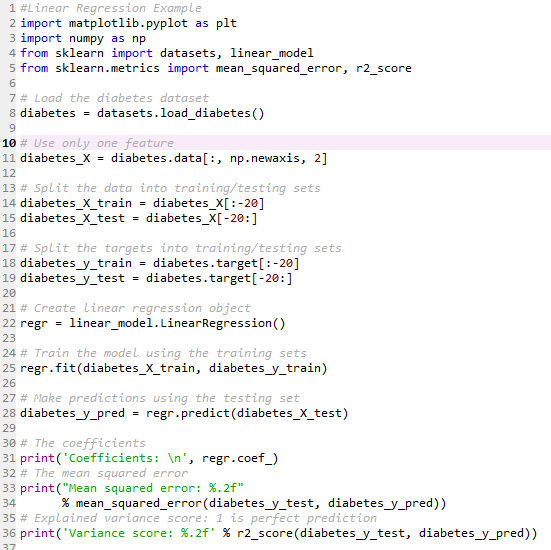 1 #Linear Regression Example
2 import matplotlib.pyplot as plt
3 import numpy as np
4 from sklearn import datasets, linear_model
5 from sklearn.metrics import mean_squared_error, r2_score
6
7 # Load the diabetes dataset
8 diabetes = datasets.load_diabetes()
9
10 # Use only one feature
11 diabetes_X = diabetes.data[:, np.newaxis, 2]
12
13 # Split the data into training/testing sets
14 diabetes_X_train = diabetes_X[:-20]
15 diabetes_X_test = diabetes_X[-20:]
16
17 # Split the targets into training/testing sets
18 diabetes_y_train = diabetes.target[:-20]
19 diabetes_y_test = diabetes.target[-20:]
20
21 # Create linear regression object
22 regr = linear_model.LinearRegression()
23
24 # Train the model using the training sets
25 regr.fit(diabetes_X_train, diabetes_y_train)
26
27 # Make predictions using the testing set
28 diabetes_y_pred = regr.predict(diabetes_X_test)
29
30 # The coefficients
31 print('Coefficients: \n', regr.coef_)
32 # The mean squared error
33 print("Mean squared error: %.2f"
34       % mean_squared_error(diabetes_y_test, diabetes_y_pred))
35 # Explained variance score: 1 is perfect prediction
36 print('Variance score: %.2f' % r2_score(diabetes_y_test, diabetes_y_pred))
37